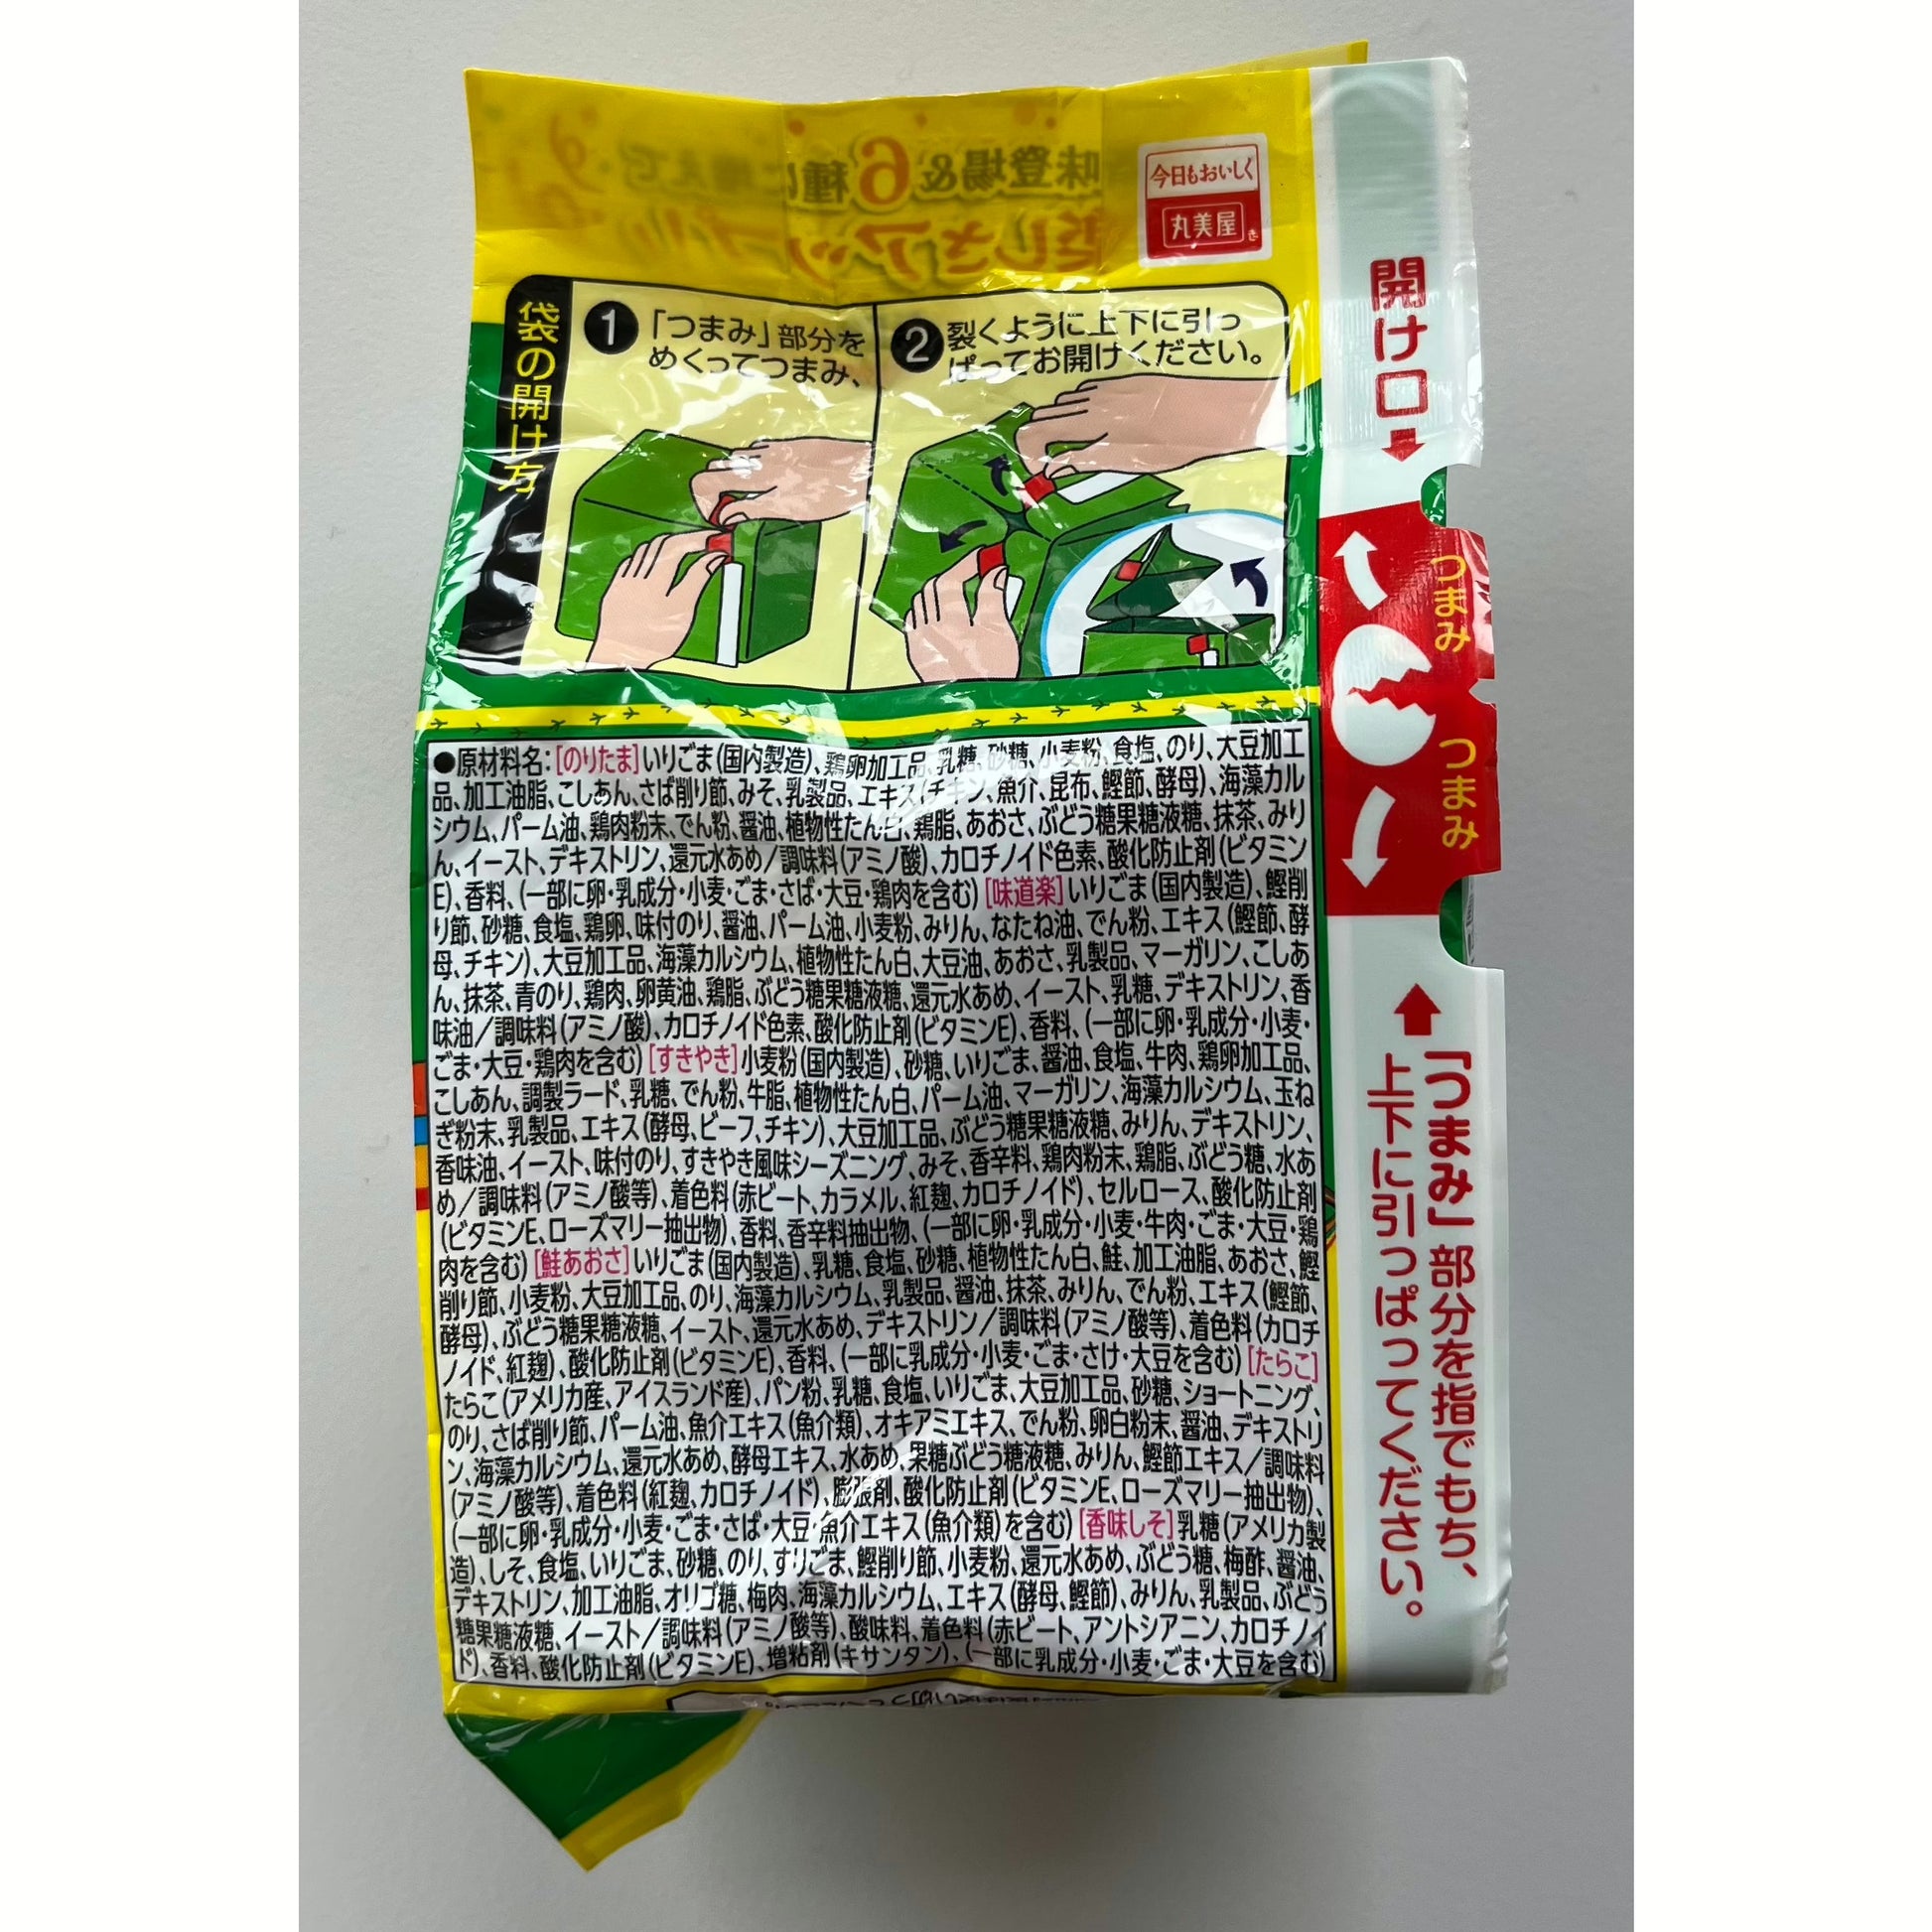 今日もおいしく
丸美屋
袋の開け方
1
「つまみ」部分を
めくってつまみ、
2
裂くように上下に引っ
ぱってお開けください。
開け口
つまみ
つまみ
「つまみ」部分を指でもち、
上下に引っぱってください。
●原材料名:[のりたま]いりごま(国内製造)、鶏卵加工品、乳糖、砂糖、小麦粉、食塩、のり、大豆加工
品、加工油脂、こしあん、さば削り節、みそ、乳製品、エキス(チキン、魚介、昆布、鰹節、酵母)、海藻カル
シウム、パーム油、鶏肉粉末、でん粉、醤油、植物性たん白、鶏脂、あおさ、ぶどう糖果糖液糖、抹茶、みり
ん、イースト、デキストリン、還元水あめ/調味料(アミノ酸)、カロチノイド色素、酸化防止剤(ビタミン
E)、香料、(一部に卵・乳成分・小麦・ごま・さば・大豆・鶏肉を含む)[味道楽]いりごま(国内製造)、鰹削
り節、砂糖、食塩、鶏卵、味付のり、醤油、パーム油、小麦粉、みりん、なたね油、でん粉、エキス(鰹節、酵
母、チキン)、大豆加工品、海藻カルシウム、植物性たん白、大豆油、あおさ、乳製品、マーガリン、こしあ
ん、抹茶、青のり、鶏肉、卵黄油、鶏脂、ぶどう糖果糖液糖、還元水あめ、イースト、乳糖、デキストリン、香
味油/調味料(アミノ酸)、カロチノイド色素、酸化防止剤(ビタミンE)、香料、(一部に卵・乳成分・小麦・
ごま・大豆・鶏肉を含む)[すきやき]小麦粉(国内製造)、砂糖、いりごま、醤油、食塩、牛肉、鶏卵加工品、
こしあん、調製ラード、乳糖、でん粉、牛脂、植物性たん白、パーム油、マーガリン、海藻カルシウム、玉ね
ぎ粉末、乳製品、エキス(酵母、ビーフ、チキン)、大豆加工品、ぶどう糖果糖液糖、みりん、デキストリン、
香味油、イースト、味付のり、すきやき風味シーズニング、みそ、香辛料、鶏肉粉末、鶏脂、ぶどう糖、水あ
め/調味料(アミノ酸等)、着色料(赤ビート、カラメル、紅麹、カロチノイド)、セルロース、酸化防止剤
(ビタミンE、ローズマリー抽出物)、香料、香辛料抽出物、(一部に卵・乳成分・小麦・牛肉・ごま・大豆・鶏
肉を含む)[鮭あおさ]いりごま(国内製造)、乳糖、食塩、砂糖、植物性たん白、鮭、加工油脂、あおさ、鰹
削り節、小麦粉、大豆加工品、のり、海藻カルシウム、乳製品、醤油、抹茶、みりん、でん粉、エキス(鰹節、
酵母)、ぶどう糖果糖液糖、イースト、還元水あめ、デキストリン/調味料(アミノ酸等)、着色料(カロチ
ノイド、紅麹)、酸化防止剤(ビタミンE)、香料、(一部に乳成分・小麦・ごま・さけ・大豆を含む)[たらこ]
たらこ(アメリカ産、アイスランド産)、パン粉、乳糖、食塩、いりごま、大豆加工品、砂糖、ショートニング、
のり、さば削り節、パーム油、魚介エキス(魚介類)、オキアミエキス、でん粉、卵白粉末、醤油、デキストリ
ン、海藻カルシウム、還元水あめ、酵母エキス、水あめ、果糖ぶどう糖液糖、みりん、鰹節エキス/調味料
(アミノ酸等)、着色料(紅麹、カロチノイド)、膨張剤、酸化防止剤(ビタミンE、ローズマリー抽出物)、
(一部に卵・乳成分・小麦・ごま・さば・大豆・魚介エキス(魚介類)を含む)[香味しそ]乳糖(アメリカ製
造)、しそ、食塩、いりごま、砂糖、のり、すりごま、鰹削り節、小麦粉、還元水あめ、ぶどう糖、梅酢、醤油、
デキストリン、加工油脂、オリゴ糖、梅肉、海藻カルシウム、エキス(酵母、鰹節)、みりん、乳製品、ぶどう
糖果糖液糖、イースト/調味料(アミノ酸等)、酸味料、着色料(赤ビート、アントシアニン、カロチノイ
ド)、香料、酸化防止剤(ビタミンE)、増粘剤(キサンタン)、(一部に乳成分・小麦・ごま・大豆を含む)